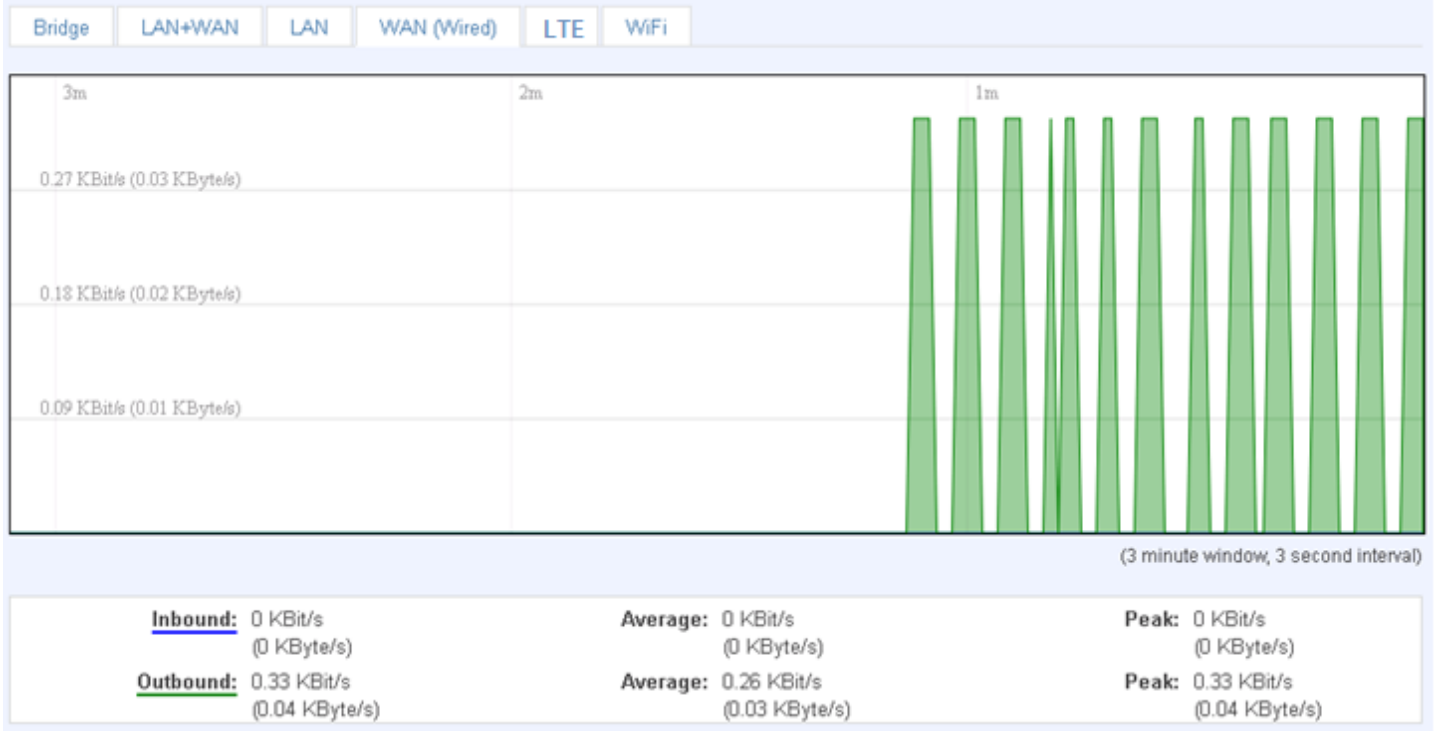 Bridge LAN+WAN LAN WAN (Wired) LTE WiFi
3m 2m 1m
0.27 KBit/s (0.03 KByte/s)
0.18 KBit/s (0.02 KByte/s)
0.09 KBit/s (0.01 KByte/s)
(3 minute window, 3 second interval)
Inbound: 0 KBit/s Average: 0 KBit/s Peak: 0 KBit/s
(0 KByte/s) (0 KByte/s) (0 KByte/s)
Outbound: 0.33 KBit/s Average: 0.26 KBit/s Peak: 0.33 KBit/s
(0.04 KByte/s) (0.03 KByte/s) (0.04 KByte/s)